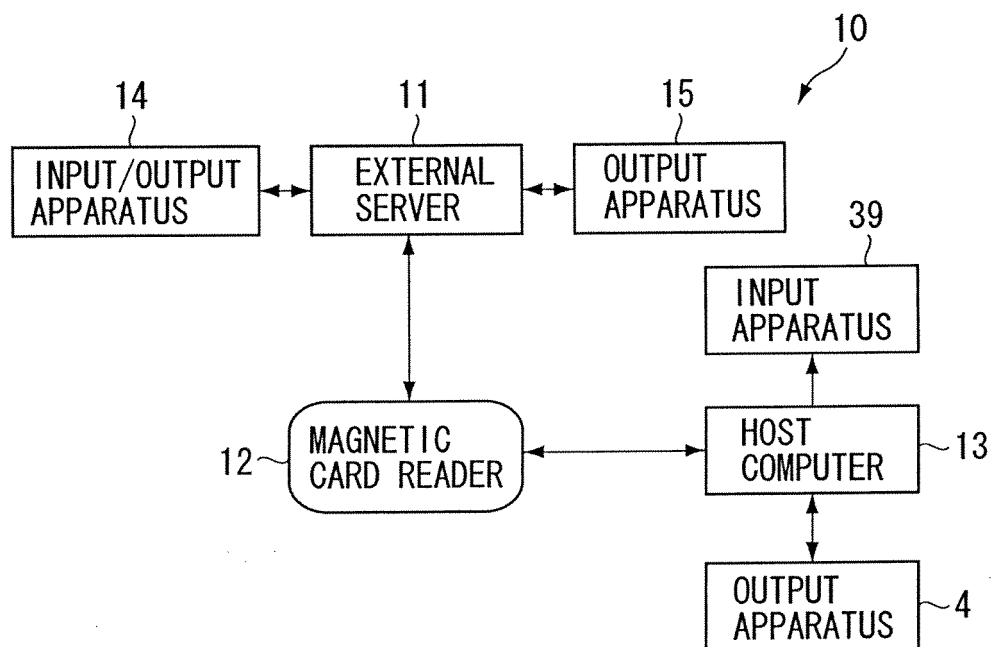 10
14
11
15
INPUT/OUTPUT
APPARATUS
EXTERNAL
SERVER
OUTPUT
APPARATUS
39
INPUT
APPARATUS
12
MAGNETIC
CARD READER
HOST
COMPUTER
13
OUTPUT
APPARATUS
4